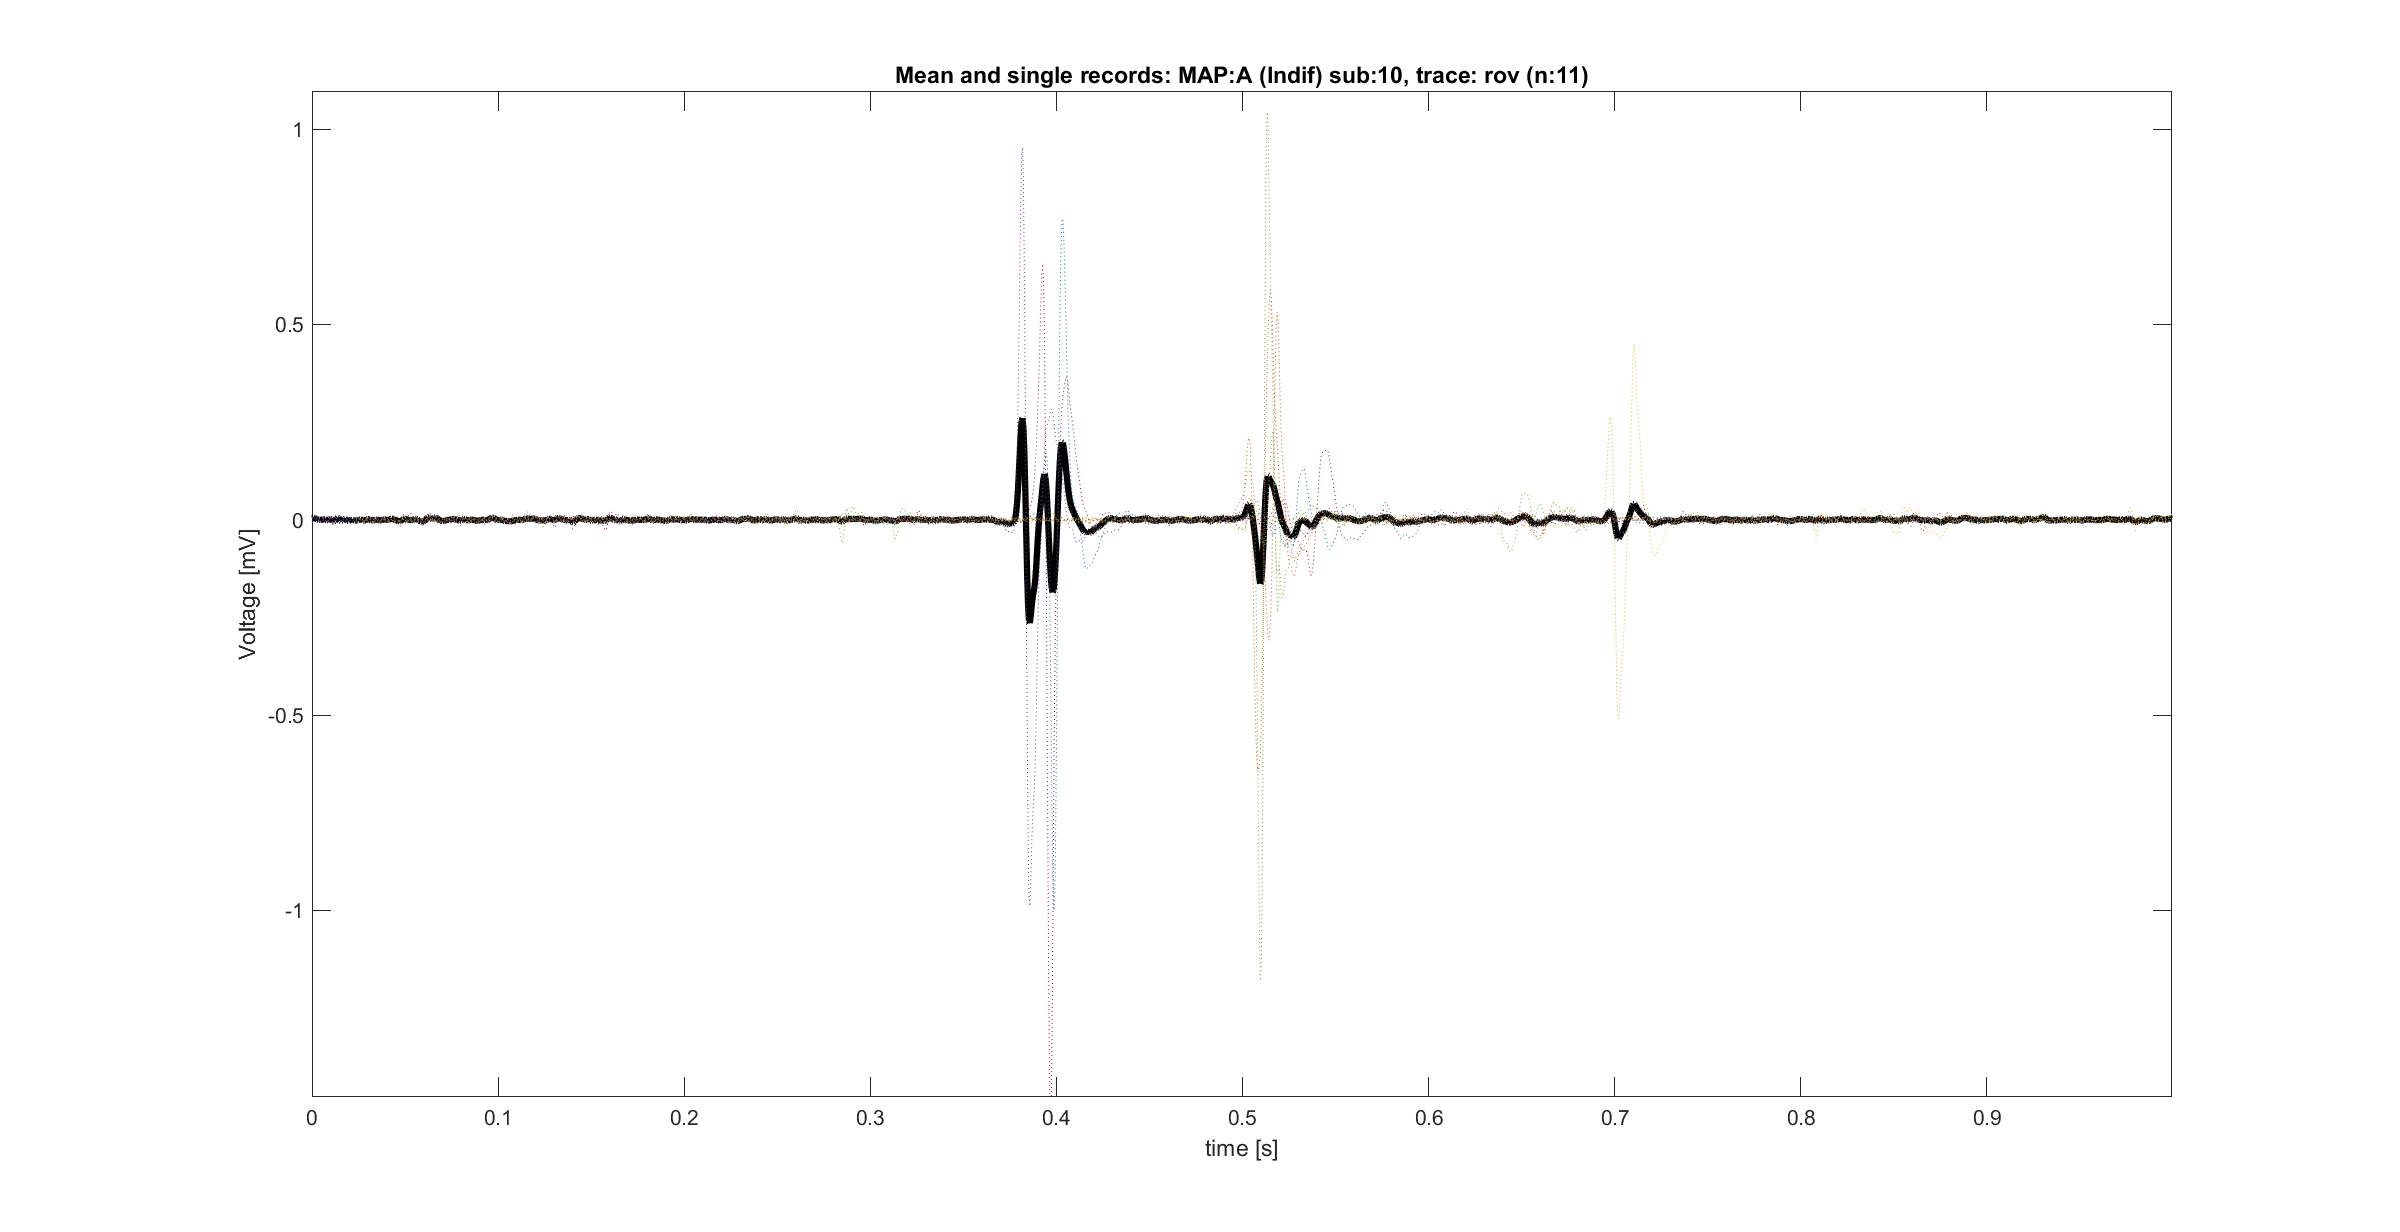 Mean and single records: MAP:A (Indif) sub:10, trace: rov (n:11)
1
0.5
0
-0.5
-1
Voltage [mV]
0 0.1 0.2 0.3 0.4 0.5 0.6 0.7 0.8 0.9
time [s]